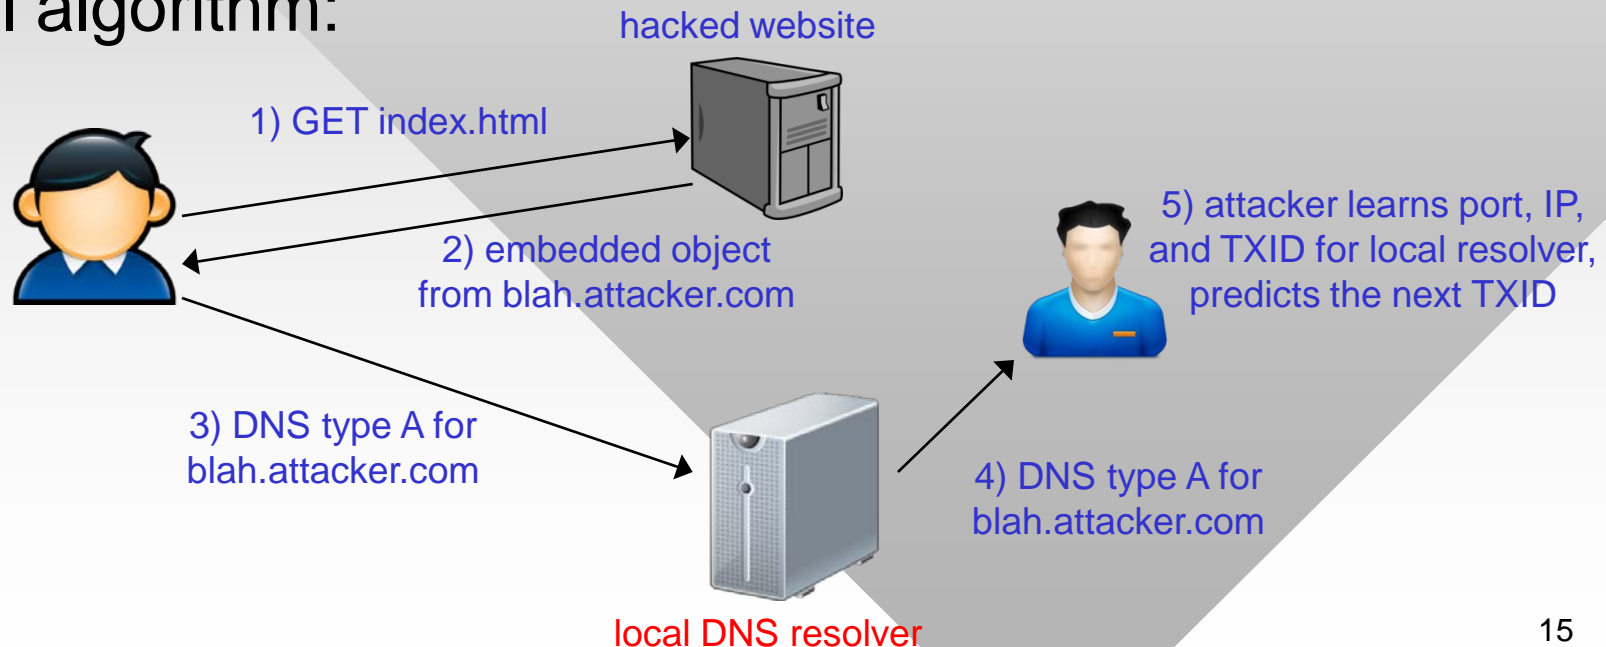 algorithm:
hacked website
1) GET index.html
2) embedded object
from blah.attacker.com
5) attacker learns port, IP,
and TXID for local resolver,
predicts the next TXID
3) DNS type A for
blah.attacker.com
4) DNS type A for
blah.attacker.com
local DNS resolver
15